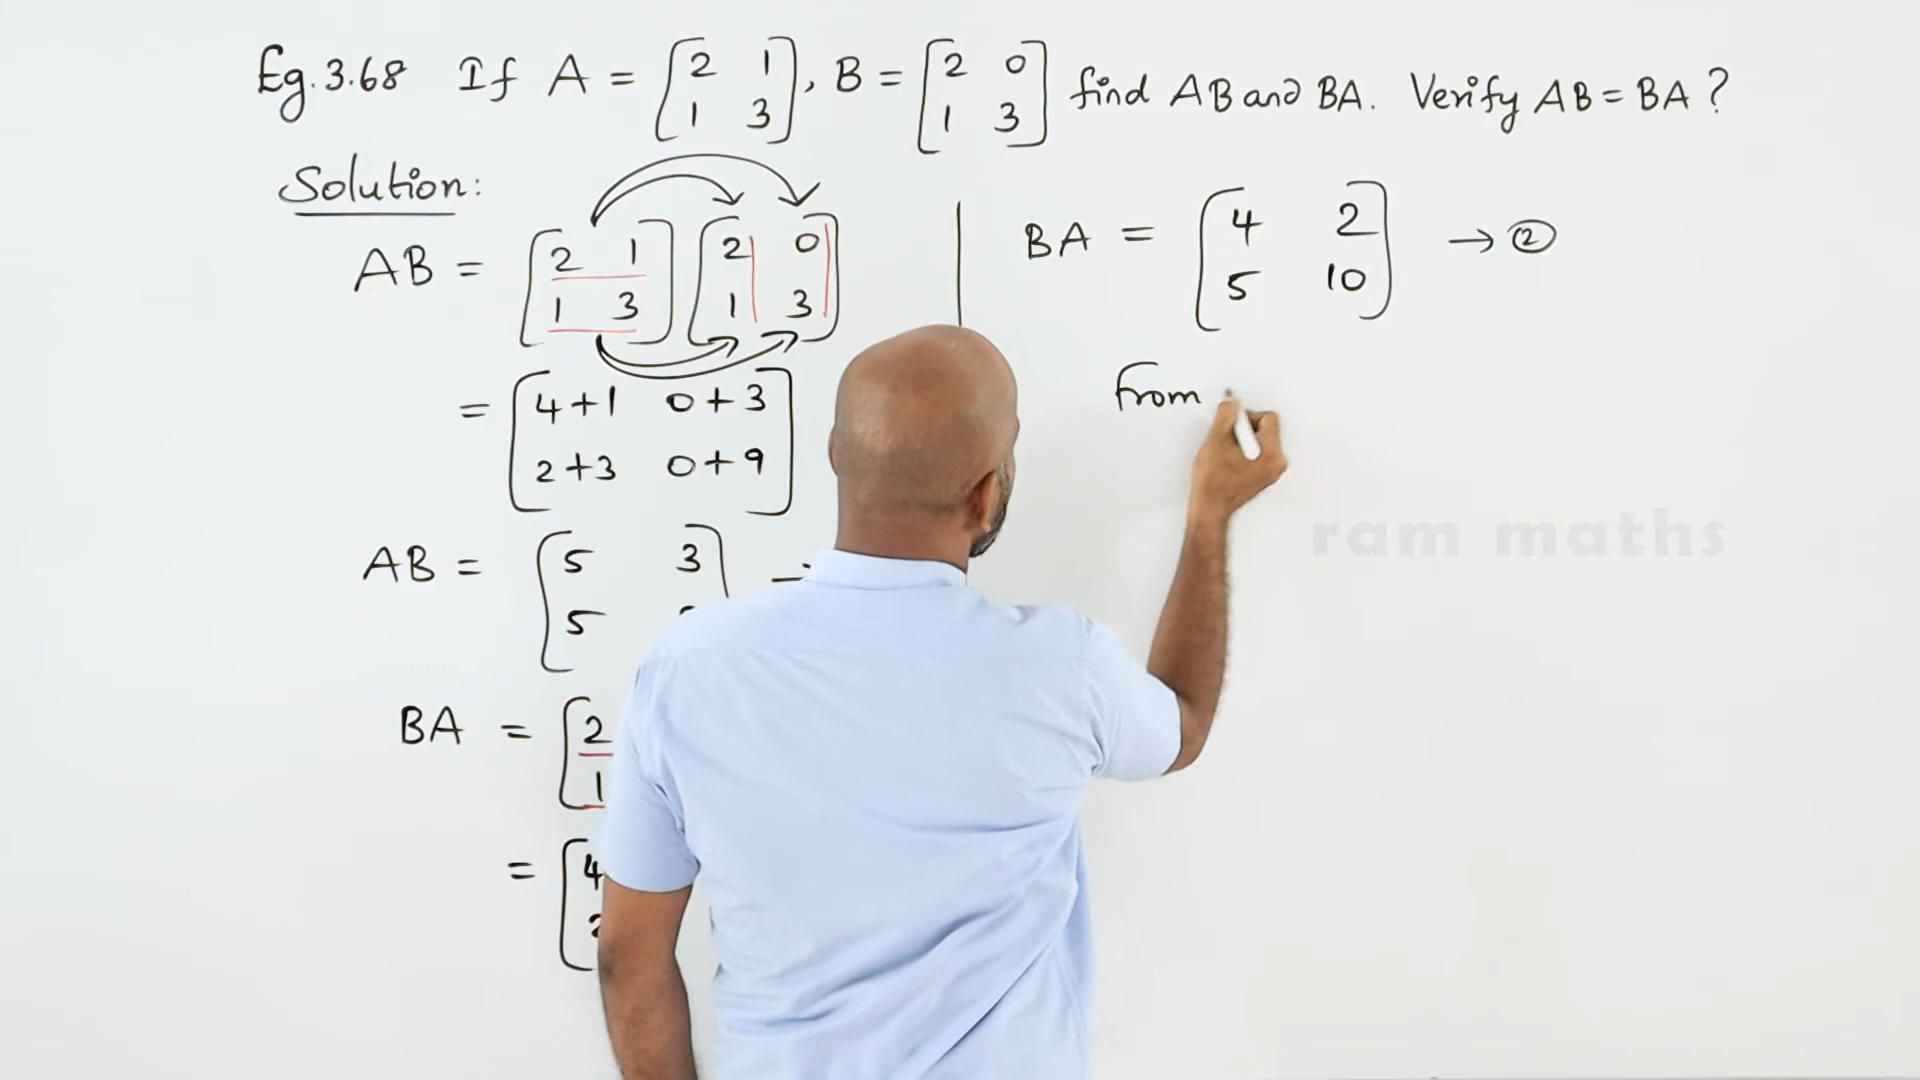 Eg.3.68 If A = [2 1 1 3], B = [2 0 1 3] find AB and BA. Verify AB = BA ?
Solution:
AB = [2 1 1 3] [2 0 1 3]
= [4+1 0+3 2+3 0+9]
AB = [5 3
5
BA = [2
1
= [4
BA = [4 2 5 10] → ②
From
ram maths